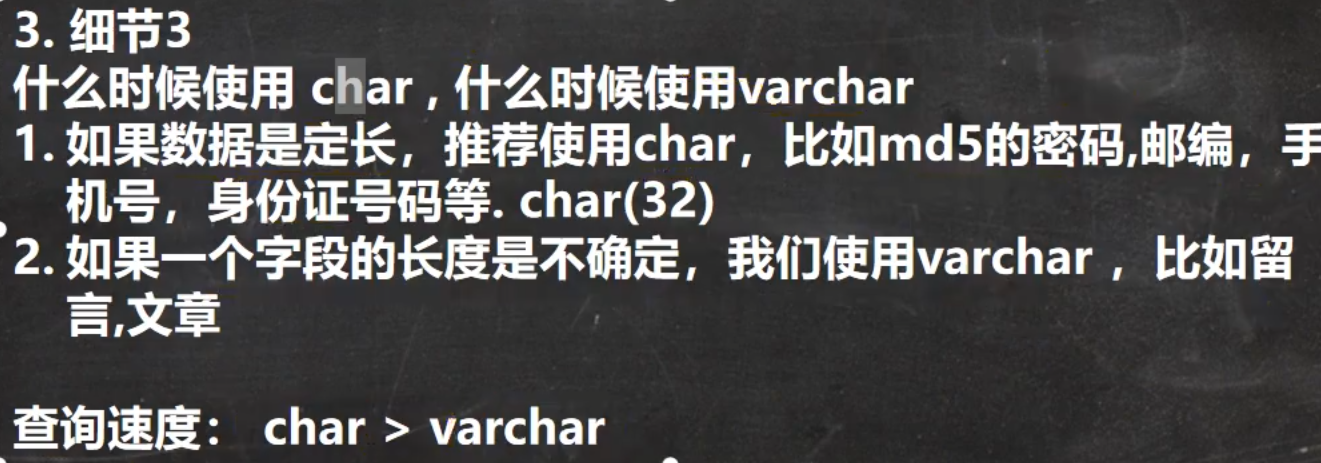 3. 细节3
什么时候使用 char , 什么时候使用varchar
1. 如果数据是定长，推荐使用char，比如md5的密码,邮编，手
机号，身份证号码等. char(32)
2. 如果一个字段的长度是不确定，我们使用varchar ，比如留
言,文章
查询速度： char > varchar